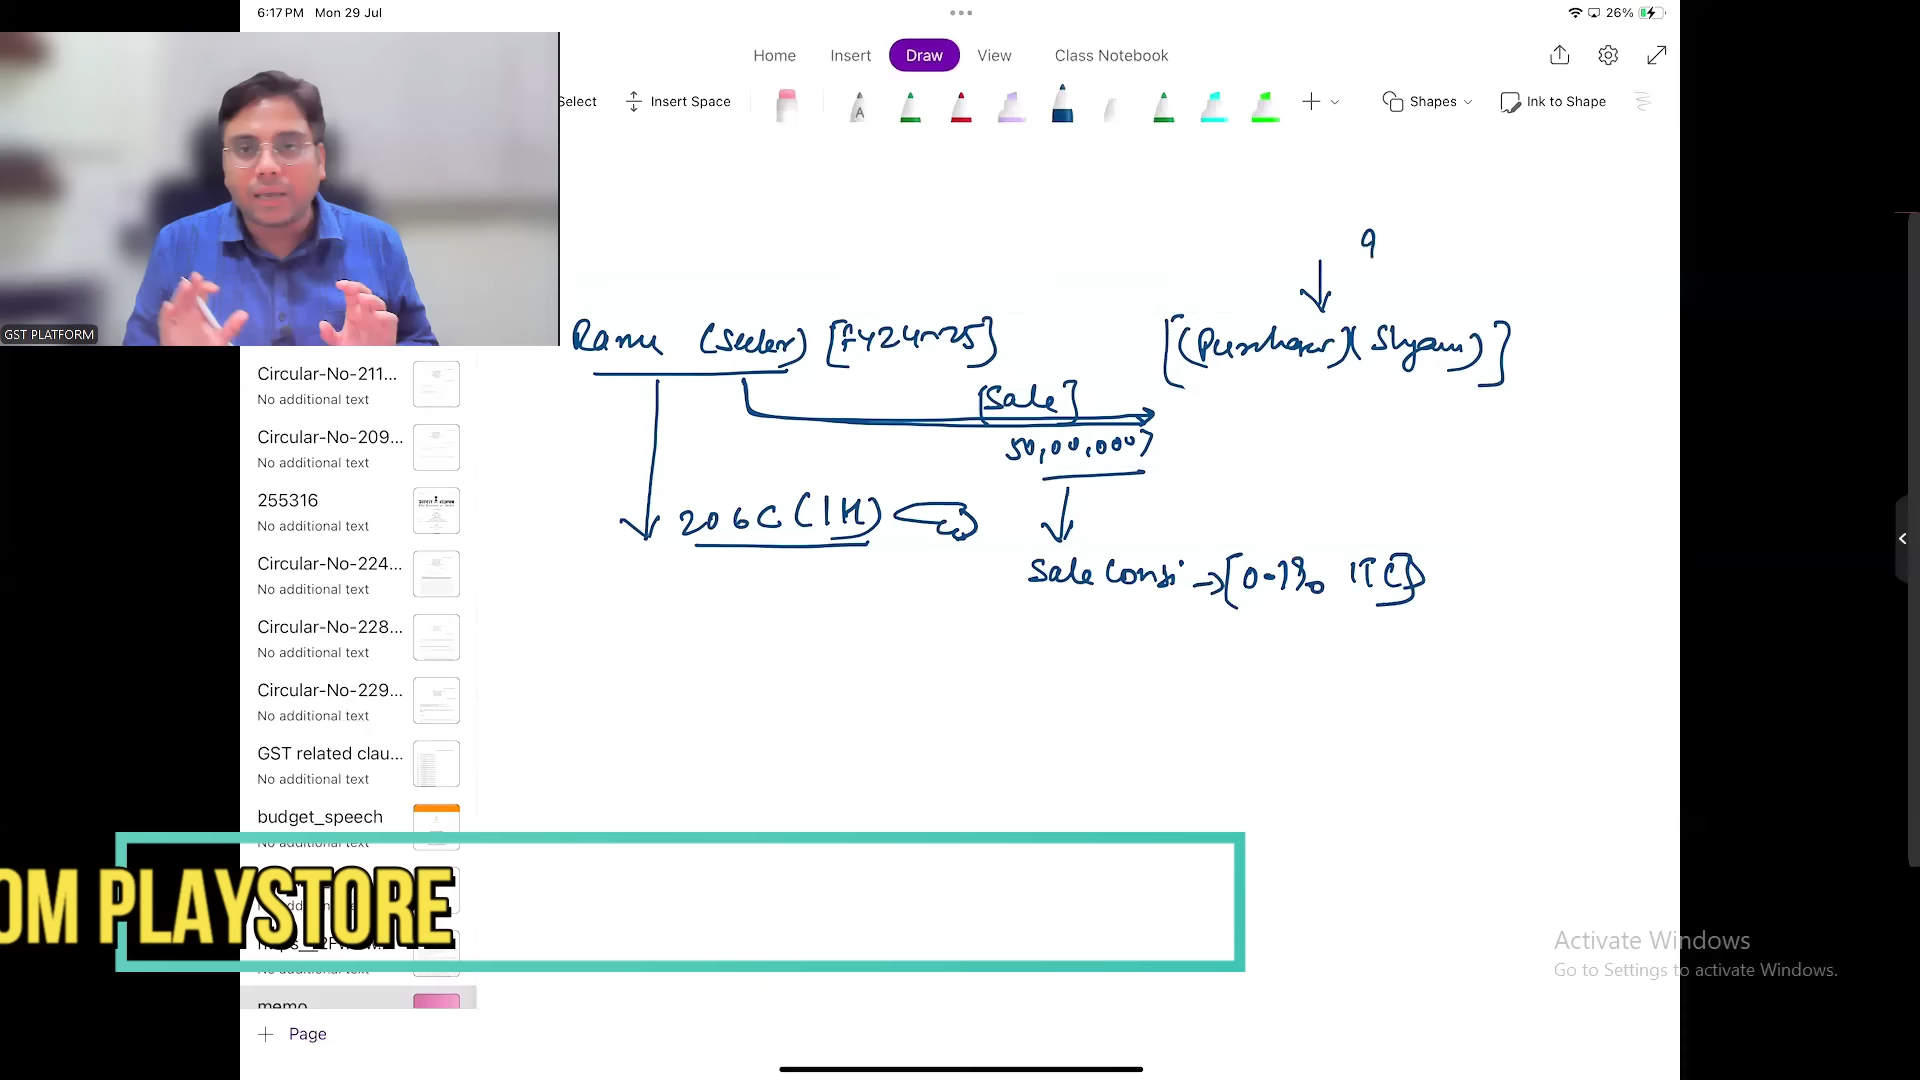 6:17 PM Mon 29 Jul
26%
Home Insert Draw View Class Notebook
Select Insert Space Shapes Ink to Shape
GST PLATFORM
Circular-No-211...
No additional text
Circular-No-209...
No additional text
255316
No additional text
Circular-No-224...
No additional text
Circular-No-228...
No additional text
Circular-No-229...
No additional text
GST related clau...
No additional text
budget_speech
No additional text
memo
Page
9
Ramu (Seller) [FY24-25]
[(Purchaser)(Shyam)]
[Sale]
50,00,000
206C(1H)
Sale Consi → [0.1%
OM PLAYSTORE
Activate Windows
Go to Settings to activate Windows.